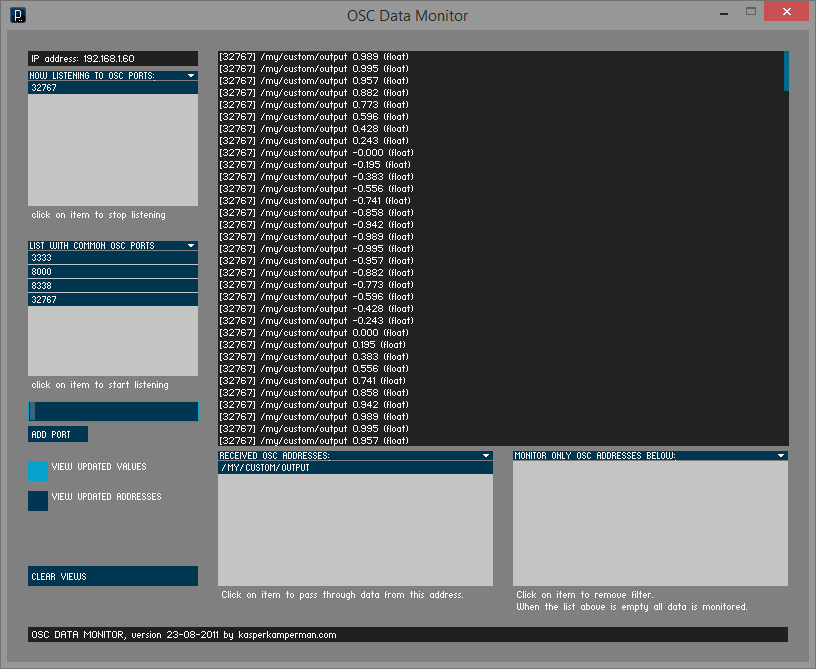 OSC Data Monitor
IP address: 192.168.1.60
NOW LISTENING TO OSC PORTS:
32767
click on item to stop listening
LIST WITH COMMON OSC PORTS
3333
8000
8338
32767
click on item to start listening
ADD PORT
VIEW UPDATED VALUES
VIEW UPDATED ADDRESSES
CLEAR VIEWS
[32767] /my/custom/output 0.989 (float)
[32767] /my/custom/output 0.995 (float)
[32767] /my/custom/output 0.957 (float)
[32767] /my/custom/output 0.882 (float)
[32767] /my/custom/output 0.773 (float)
[32767] /my/custom/output 0.596 (float)
[32767] /my/custom/output 0.428 (float)
[32767] /my/custom/output 0.243 (float)
[32767] /my/custom/output -0.000 (float)
[32767] /my/custom/output -0.195 (float)
[32767] /my/custom/output -0.383 (float)
[32767] /my/custom/output -0.556 (float)
[32767] /my/custom/output -0.741 (float)
[32767] /my/custom/output -0.858 (float)
[32767] /my/custom/output -0.942 (float)
[32767] /my/custom/output -0.989 (float)
[32767] /my/custom/output -0.995 (float)
[32767] /my/custom/output -0.957 (float)
[32767] /my/custom/output -0.882 (float)
[32767] /my/custom/output -0.773 (float)
[32767] /my/custom/output -0.596 (float)
[32767] /my/custom/output -0.428 (float)
[32767] /my/custom/output -0.243 (float)
[32767] /my/custom/output 0.000 (float)
[32767] /my/custom/output 0.195 (float)
[32767] /my/custom/output 0.383 (float)
[32767] /my/custom/output 0.556 (float)
[32767] /my/custom/output 0.741 (float)
[32767] /my/custom/output 0.858 (float)
[32767] /my/custom/output 0.942 (float)
[32767] /my/custom/output 0.989 (float)
[32767] /my/custom/output 0.995 (float)
[32767] /my/custom/output 0.957 (float)
RECEIVED OSC ADDRESSES:
/MY/CUSTOM/OUTPUT
Click on item to pass through data from this address.
MONITOR ONLY OSC ADDRESSES BELOW:
Click on item to remove filter.
When the list above is empty all data is monitored.
OSC DATA MONITOR, version 23-08-2011 by kasperkamperman.com